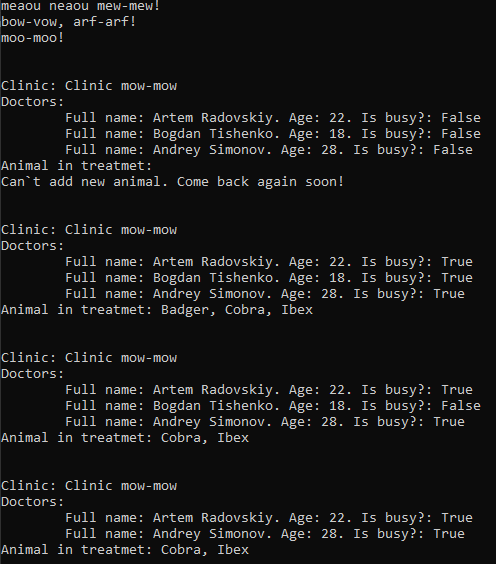 meaou neaou mew-mew!
bow-vow, arf-arf!
moo-moo!
Clinic: Clinic mow-mow
Doctors:
Full name: Artem Radovskiy. Age: 22. Is busy?: False
Full name: Bogdan Tishenko. Age: 18. Is busy?: False
Full name: Andrey Simonov. Age: 28. Is busy?: False
Animal in treatmet:
Can`t add new animal. Come back again soon!
Clinic: Clinic mow-mow
Doctors:
Full name: Artem Radovskiy. Age: 22. Is busy?: True
Full name: Bogdan Tishenko. Age: 18. Is busy?: True
Full name: Andrey Simonov. Age: 28. Is busy?: True
Animal in treatmet: Badger, Cobra, Ibex
Clinic: Clinic mow-mow
Doctors:
Full name: Artem Radovskiy. Age: 22. Is busy?: True
Full name: Bogdan Tishenko. Age: 18. Is busy?: False
Full name: Andrey Simonov. Age: 28. Is busy?: True
Animal in treatmet: Cobra, Ibex
Clinic: Clinic mow-mow
Doctors:
Full name: Artem Radovskiy. Age: 22. Is busy?: True
Full name: Andrey Simonov. Age: 28. Is busy?: True
Animal in treatmet: Cobra, Ibex